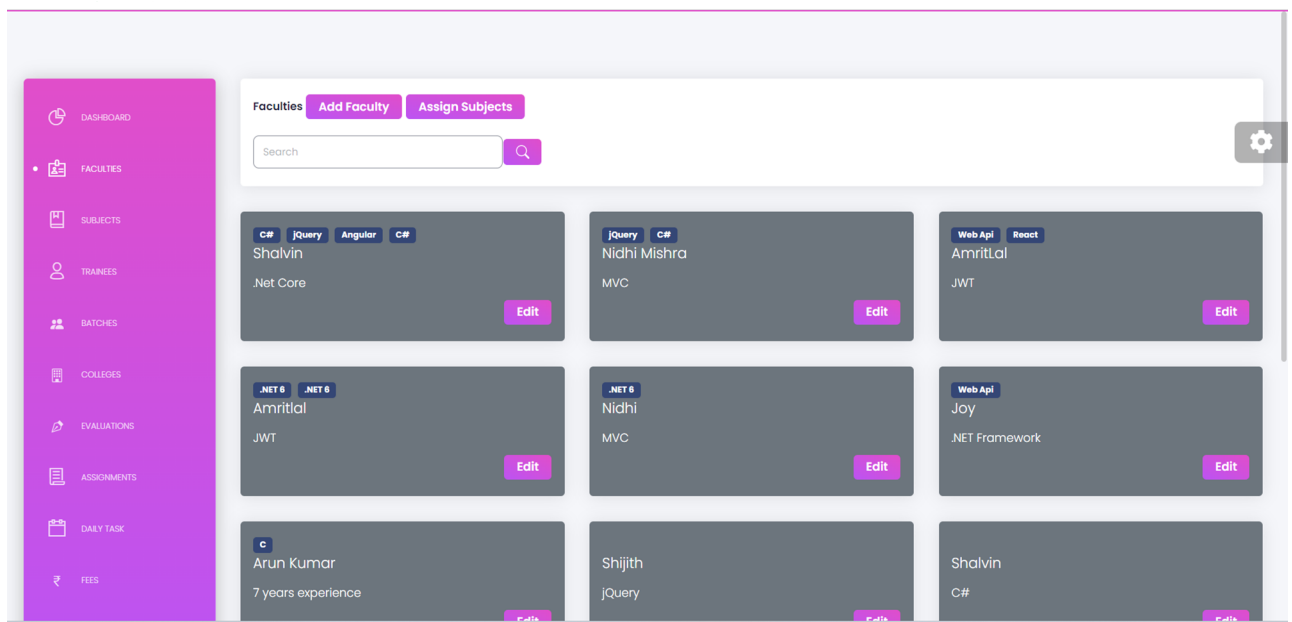 DASHBOARD
FACULTIES
SUBJECTS
TRAINEES
BATCHES
COLLEGES
EVALUATIONS
ASSIGNMENTS
DAILY TASK
₹ FEES
Faculties Add Faculty Assign Subjects
Search
C# jQuery Angular C#
Shalvin
.Net Core
Edit
jQuery C#
Nidhi Mishra
MVC
Edit
Web Api React
AmritLal
JWT
Edit
.NET 6 .NET 6
Amritlal
JWT
Edit
.NET 6
Nidhi
MVC
Edit
Web Api
Joy
.NET Framework
Edit
C
Arun Kumar
7 years experience
Edit
Shijith
jQuery
Edit
Shalvin
C#
Edit